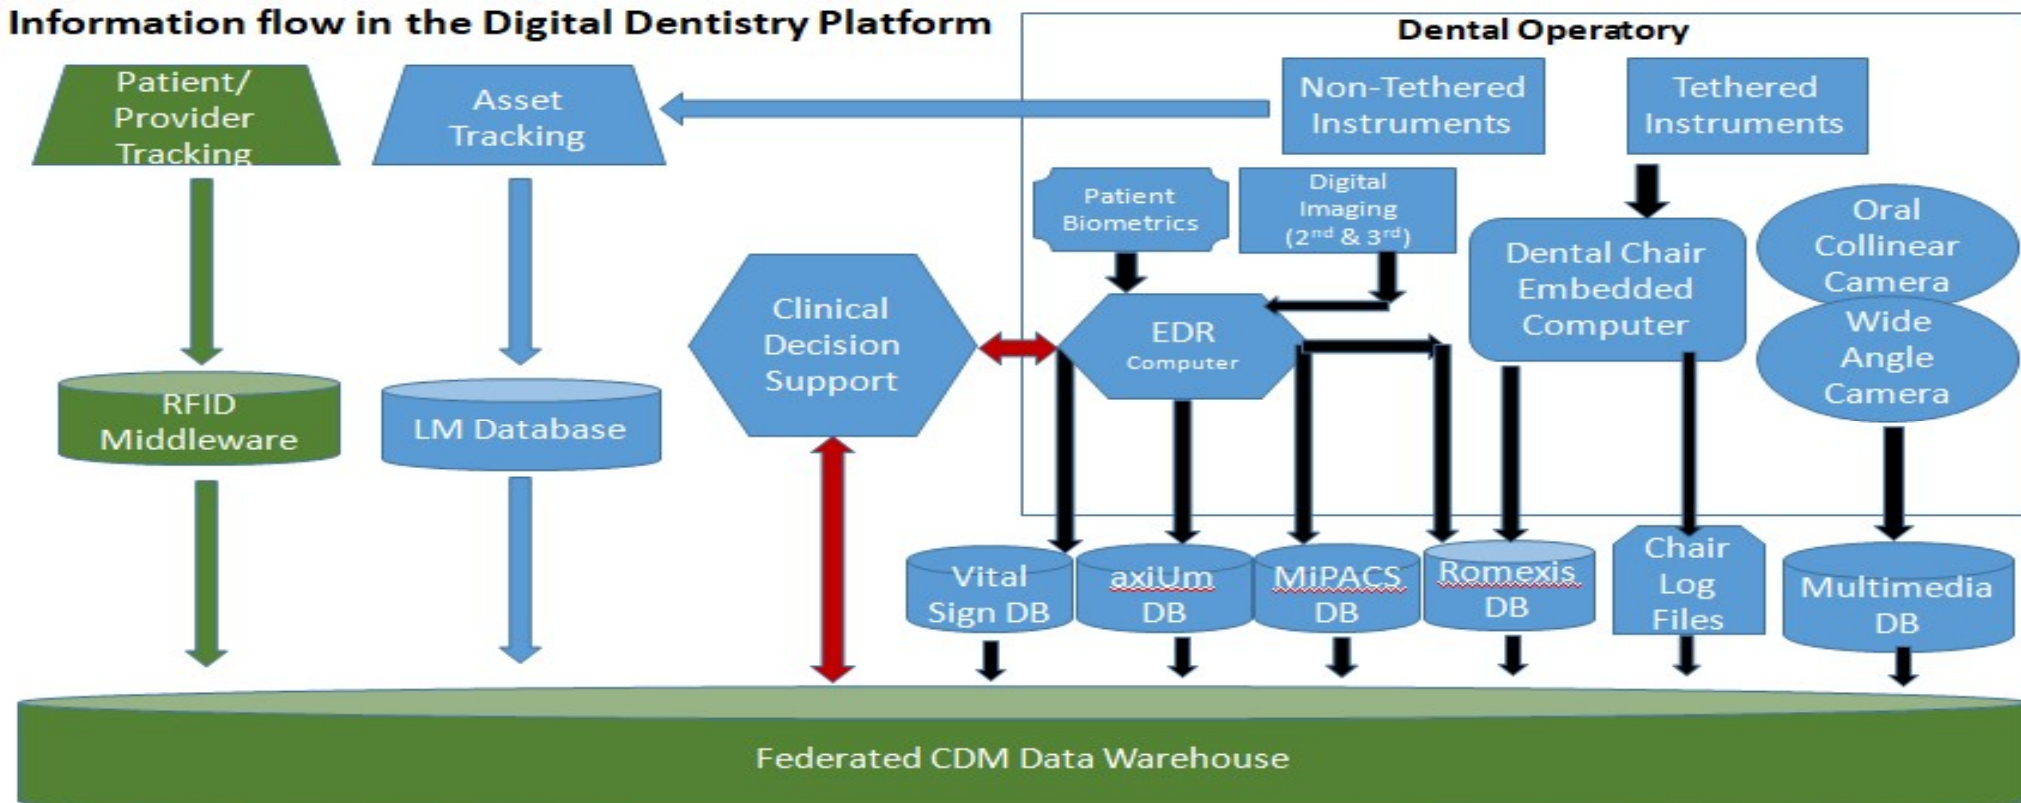 Information flow in the Digital Dentistry Platform
Dental Operatory
Patient/
Provider
Tracking
Asset
Tracking
Non-Tethered
Instruments
Tethered
Instruments
Patient
Biometrics
Digital
Imaging
(2nd & 3rd)
Dental Chair
Embedded
Computer
Oral
Collinear
Camera
Wide
Angle
Camera
Clinical
Decision
Support
EDR
Computer
RFID
Middleware
LM Database
Vital
Sign DB
axiUm
DB
MiPACS
DB
Romexis
DB
Chair
Log
Files
Multimedia
DB
Federated CDM Data Warehouse